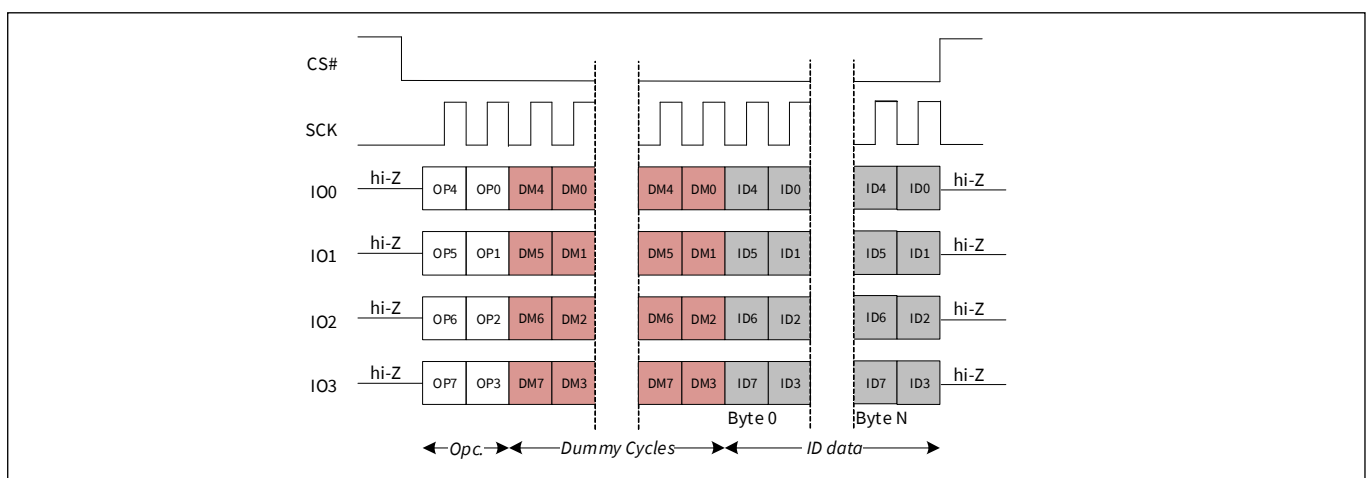 CS#
SCK
IO0 hi-Z OP4 OP0 DM4 DM0 DM4 DM0 ID4 ID0 ID4 ID0 hi-Z
IO1 hi-Z OP5 OP1 DM5 DM1 DM5 DM1 ID5 ID1 ID5 ID1 hi-Z
IO2 hi-Z OP6 OP2 DM6 DM2 DM6 DM2 ID6 ID2 ID6 ID2 hi-Z
IO3 hi-Z OP7 OP3 DM7 DM3 DM7 DM3 ID7 ID3 ID7 ID3 hi-Z
Byte 0 Byte N
Opc. Dummy Cycles ID data